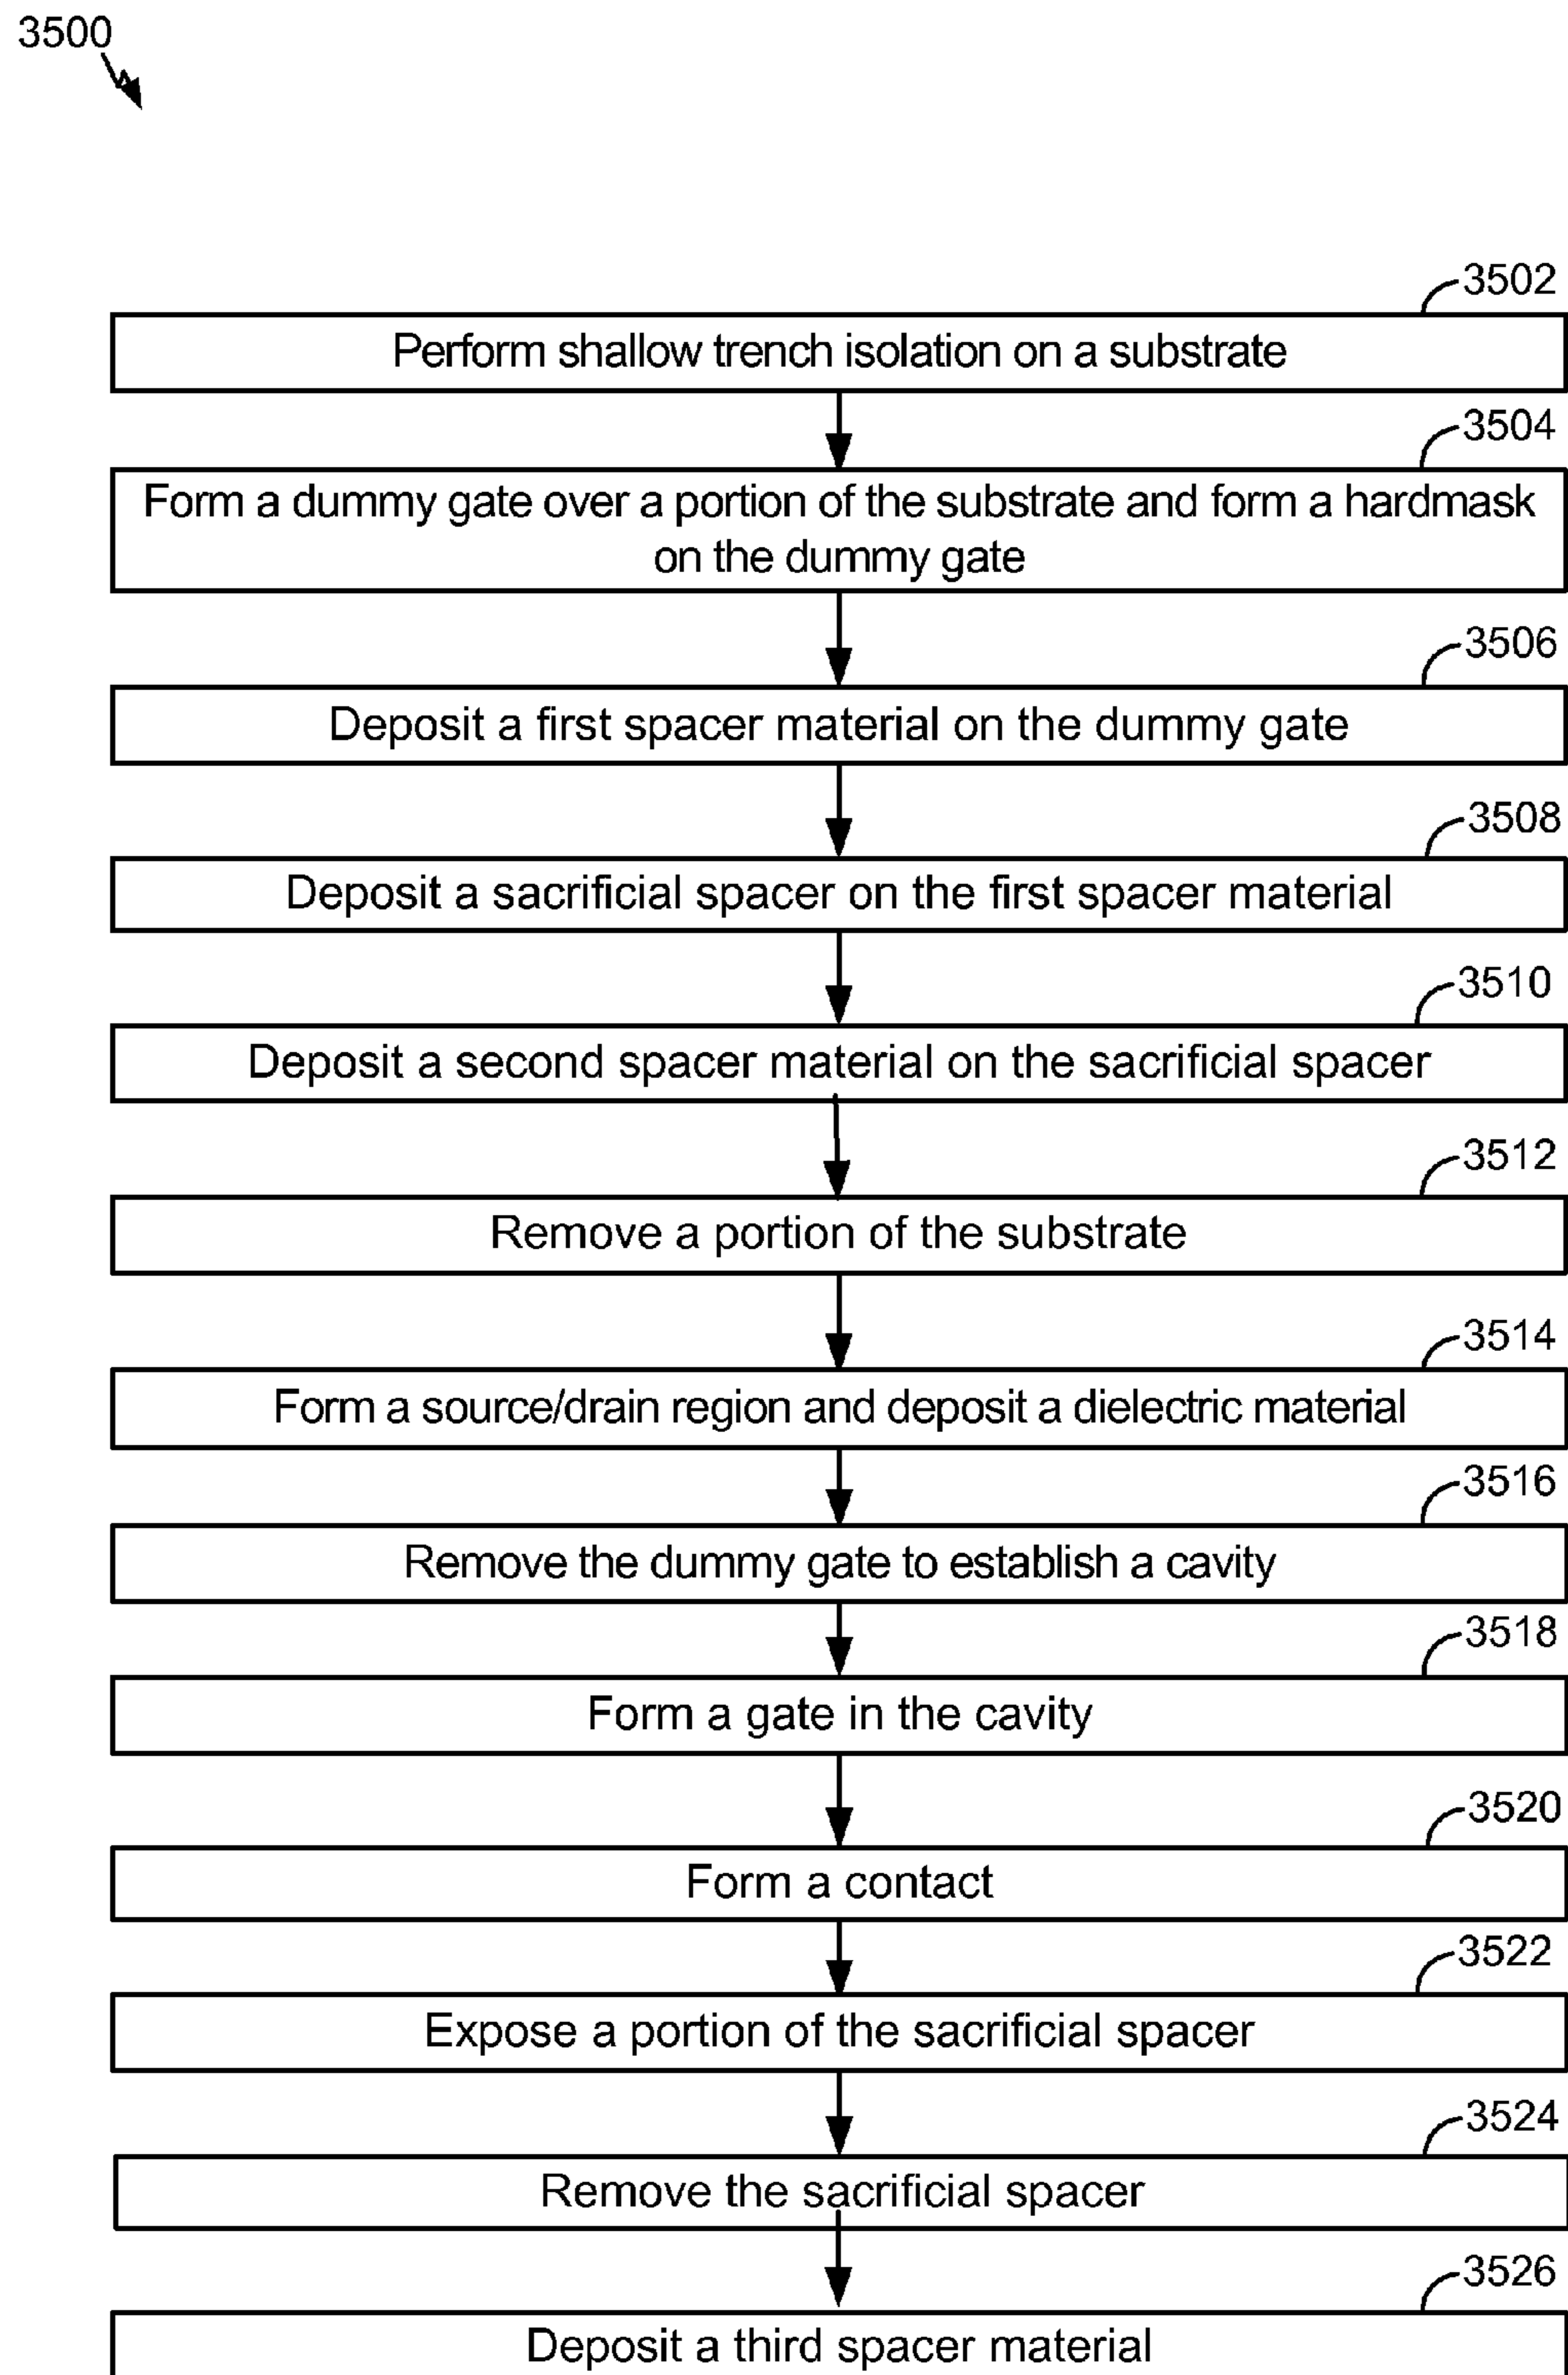 3500
3502
Perform shallow trench isolation on a substrate
3504
Form a dummy gate over a portion of the substrate and form a hardmask
on the dummy gate
3506
Deposit a first spacer material on the dummy gate
3508
Deposit a sacrificial spacer on the first spacer material
3510
Deposit a second spacer material on the sacrificial spacer
3512
Remove a portion of the substrate
3514
Form a source/drain region and deposit a dielectric material
3516
Remove the dummy gate to establish a cavity
3518
Form a gate in the cavity
3520
Form a contact
3522
Expose a portion of the sacrificial spacer
3524
Remove the sacrificial spacer
3526
Deposit a third spacer material